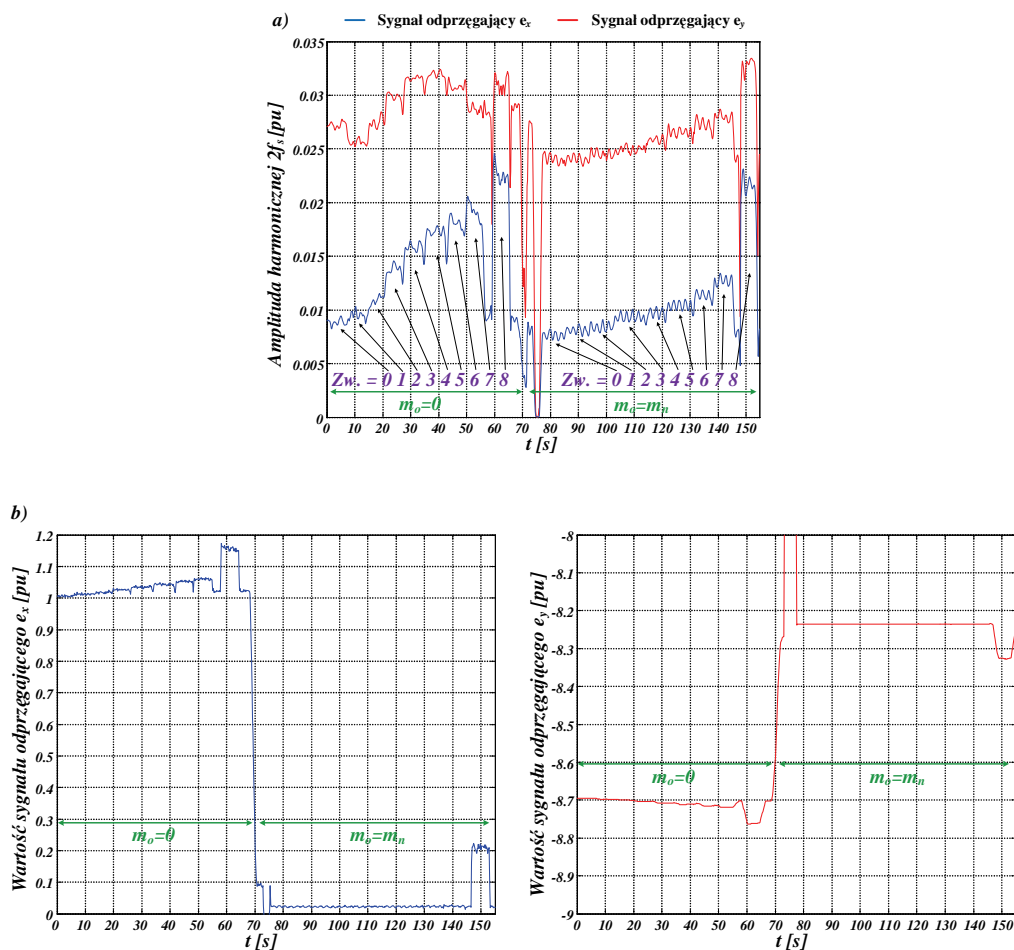 a)
Sygnał odprzęgający ex
Sygnał odprzęgający ey
Amplituda harmonicznej 2fs [pu]
0.035
0.03
0.025
0.02
0.015
0.01
0.005
0
Zw. = 0 1 2 3 4 5 6 7 8
Zw. = 0 1 2 3 4 5 6 7 8
mo=0
mo=mn
0 10 20 30 40 50 60 70 80 90 100 110 120 130 140 150
t [s]
b)
Wartość sygnału odprzęgającego ex [pu]
1.2
1.1
1
0.9
0.8
0.7
0.6
0.5
0.4
0.3
0.2
0.1
0
mo=0
mo=mn
0 10 20 30 40 50 60 70 80 90 100 110 120 130 140 150
t [s]
Wartość sygnału odprzęgającego ey [pu]
-8
-8.1
-8.2
-8.3
-8.4
-8.5
-8.6
-8.7
-8.8
-8.9
-9
mo=0
mo=mn
0 10 20 30 40 50 60 70 80 90 100 110 120 130 140 150
t [s]